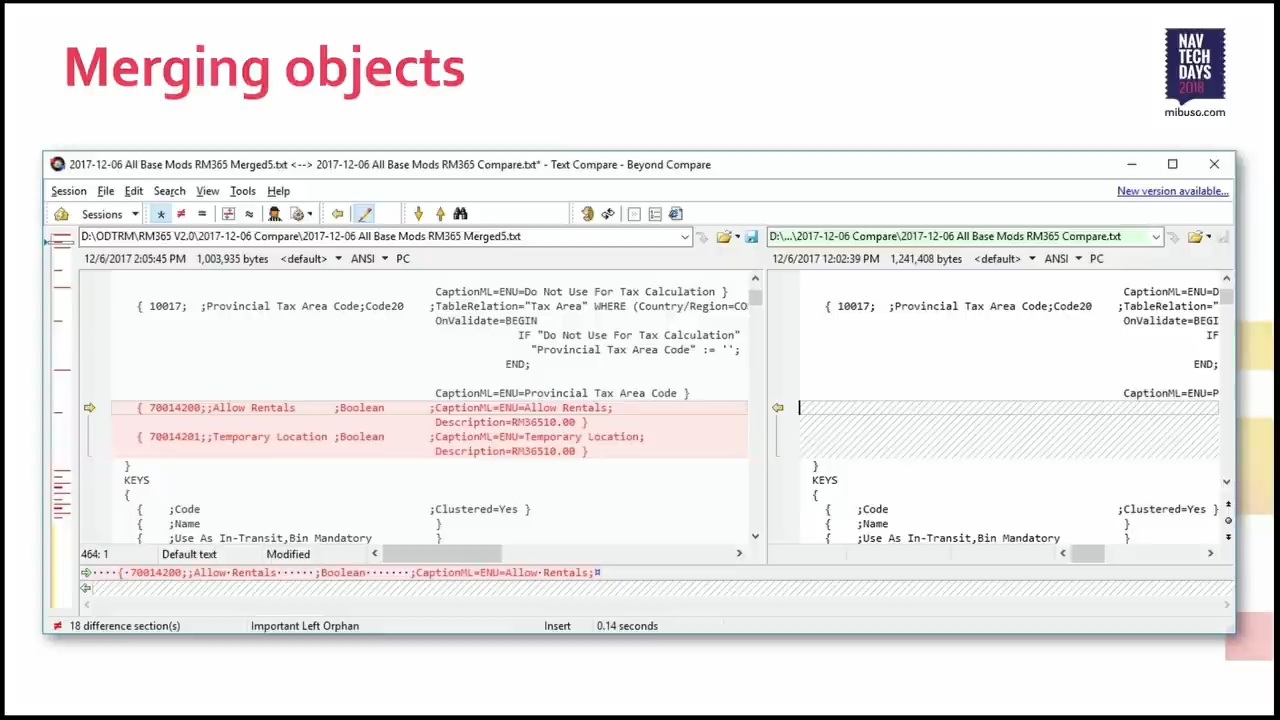 Merging objects
NAV
TECH
DAYS
2018
mibuso.com
2017-12-06 All Base Mods RM365 Merged5.txt <--> 2017-12-06 All Base Mods RM365 Compare.txt* - Text Compare - Beyond Compare
Session File Edit Search View Tools Help New version available...
Sessions
D:\ODTRM\RM365 V2.0\2017-12-06 Compare\2017-12-06 All Base Mods RM365 Merged5.txt
D:\...\2017-12-06 Compare\2017-12-06 All Base Mods RM365 Compare.txt
12/6/2017 2:05:45 PM 1,003,935 bytes <default> ANSI PC
12/6/2017 12:02:39 PM 1,241,408 bytes <default> ANSI PC
CaptionML=ENU=Do Not Use For Tax Calculation }
{ 10017; ;Provincial Tax Area Code;Code20 ;TableRelation="Tax Area" WHERE (Country/Region=CO
OnValidate=BEGIN
IF "Do Not Use For Tax Calculation"
"Provincial Tax Area Code" := '';
END;
CaptionML=ENU=Provincial Tax Area Code }
{ 70014200;;Allow Rentals ;Boolean ;CaptionML=ENU=Allow Rentals;
Description=RM36510.00 }
{ 70014201;;Temporary Location ;Boolean ;CaptionML=ENU=Temporary Location;
Description=RM36510.00 }
}
KEYS
{
{ ;Code ;Clustered=Yes }
{ ;Name }
{ ;Use As In-Transit,Bin Mandatory }
CaptionML=ENU=D
{ 10017; ;Provincial Tax Area Code;Code20 ;TableRelation="
OnValidate=BEGI
IF
END;
CaptionML=ENU=P
}
KEYS
{
{ ;Code ;Clustered=Yes }
{ ;Name }
{ ;Use As In-Transit,Bin Mandatory }
464: 1 Default text Modified
{·70014200;;Allow·Rentals······;Boolean·······;CaptionML=ENU=Allow·Rentals;¤
18 difference section(s) Important Left Orphan Insert 0.14 seconds